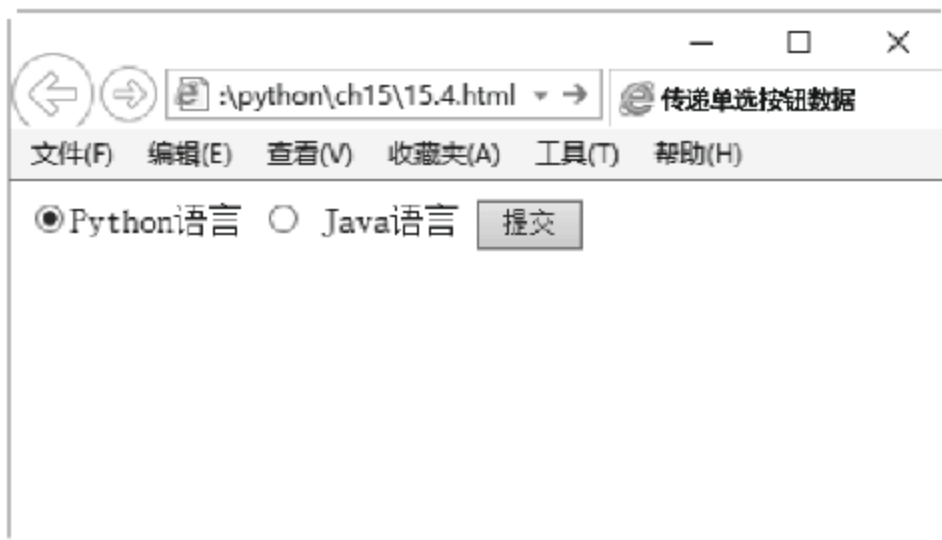 :\python\ch15\15.4.html 传递单选按钮数据
文件(F) 编辑(E) 查看(V) 收藏夹(A) 工具(T) 帮助(H)
Python语言 Java语言 提交